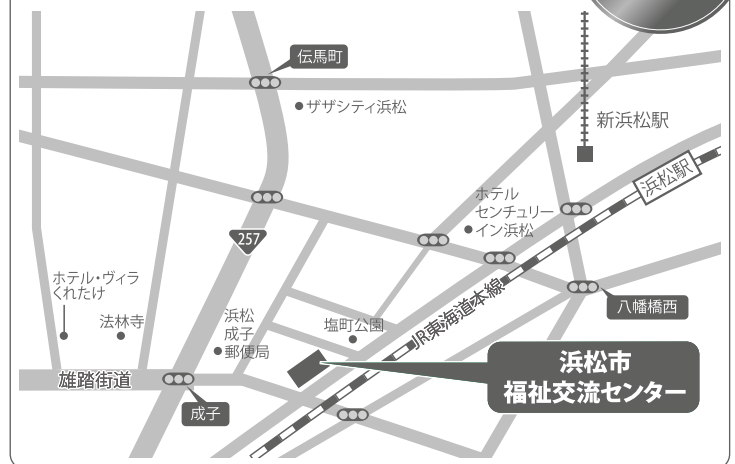 伝馬町
ザザシティ浜松
新浜松駅
浜松駅
ホテル
センチュリー
イン浜松
257
ホテル・ヴィラ
くれたけ
法林寺
浜松
成子
郵便局
塩町公園
JR東海道本線
八幡橋西
雄踏街道
成子
浜松市
福祉交流センター